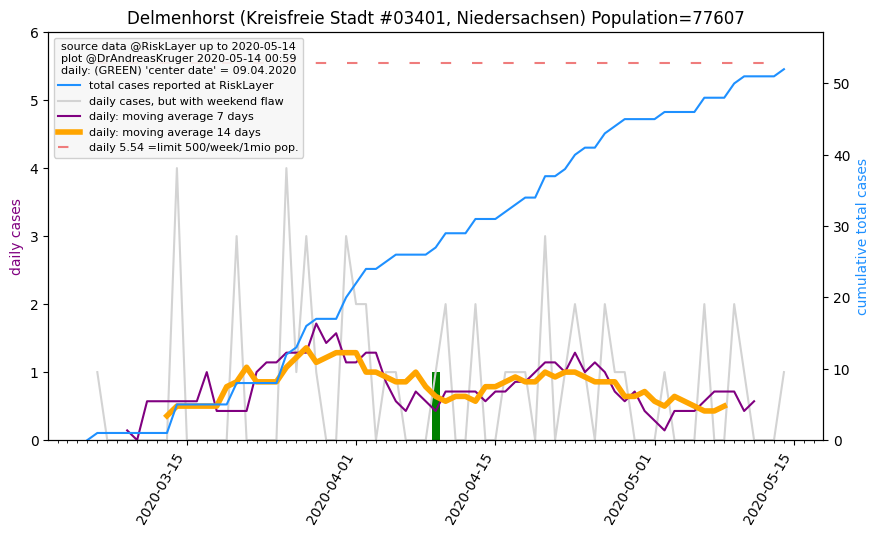 Delmenhorst (Kreisfreie Stadt #03401, Niedersachsen) Population=77607
source data @RiskLayer up to 2020-05-14
plot @DrAndreasKruger 2020-05-14 00:59
daily: (GREEN) 'center date' = 09.04.2020
total cases reported at RiskLayer
daily cases, but with weekend flaw
daily: moving average 7 days
daily: moving average 14 days
daily 5.54 =limit 500/week/1mio pop.
daily cases
6
5
4
3
2
1
0
cumulative total cases
50
40
30
20
10
0
2020-03-15
2020-04-01
2020-04-15
2020-05-01
2020-05-15